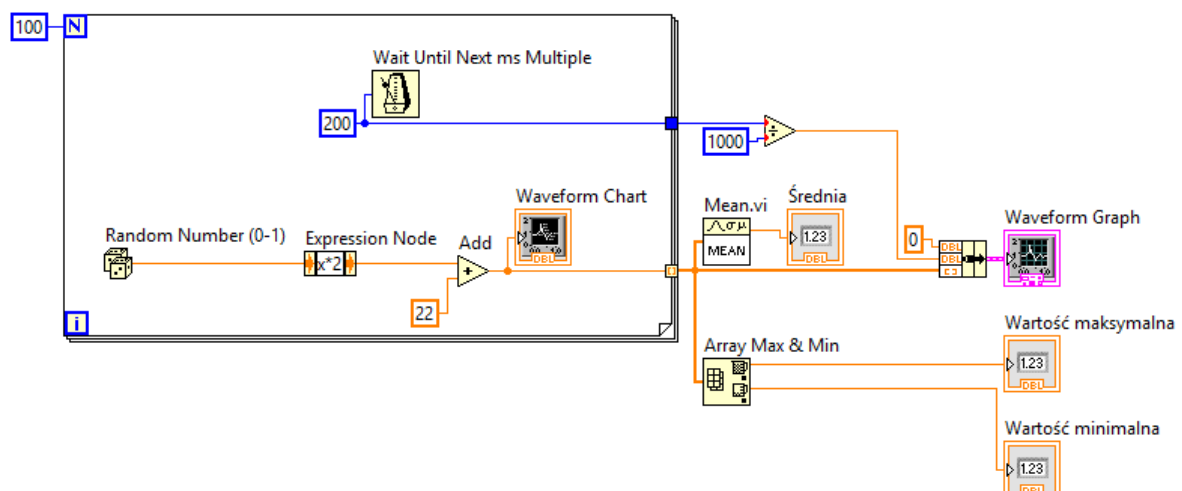 100
N
Wait Until Next ms Multiple
200
1000
Waveform Chart
Mean.vi
Średnia
Random Number (0-1)
Expression Node
Add
DBL
x*2
+
22
MEAN
1.23
DBL
Waveform Graph
0
DBL
DBL
i
Array Max & Min
Wartość maksymalna
1.23
DBL
Wartość minimalna
1.23
DBL